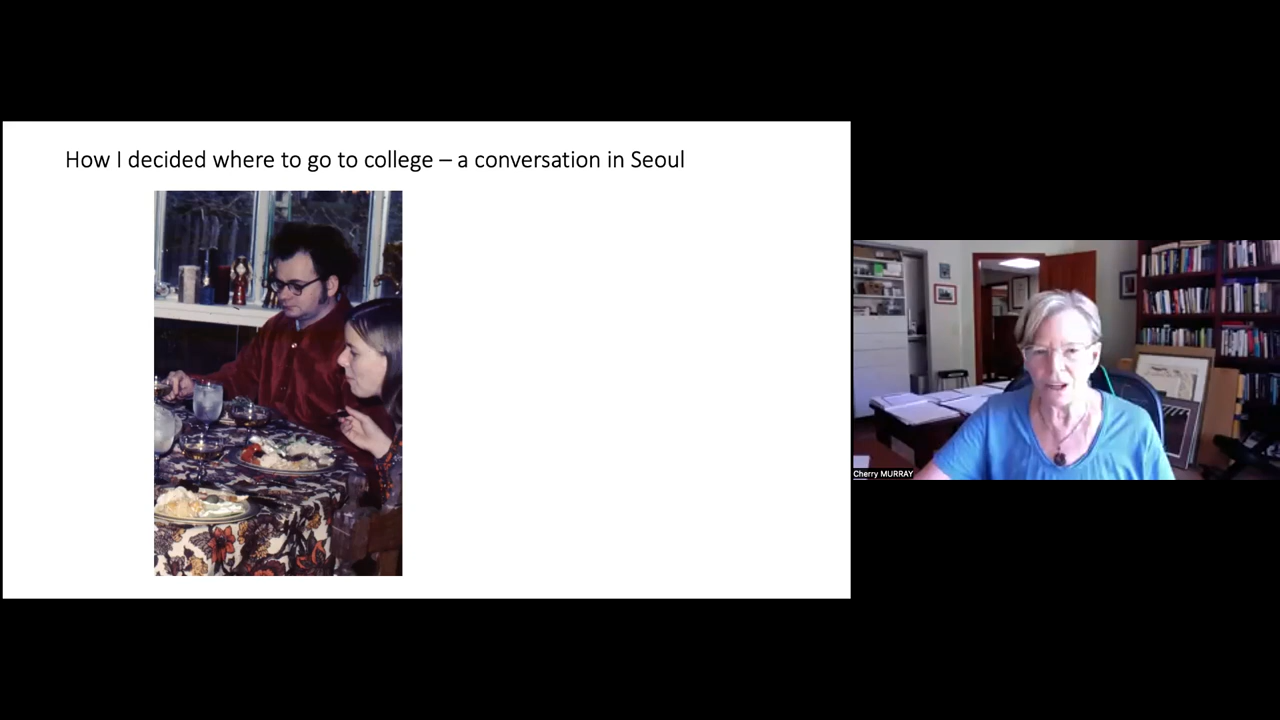 How I decided where to go to college – a conversation in Seoul
Cherry MURRAY